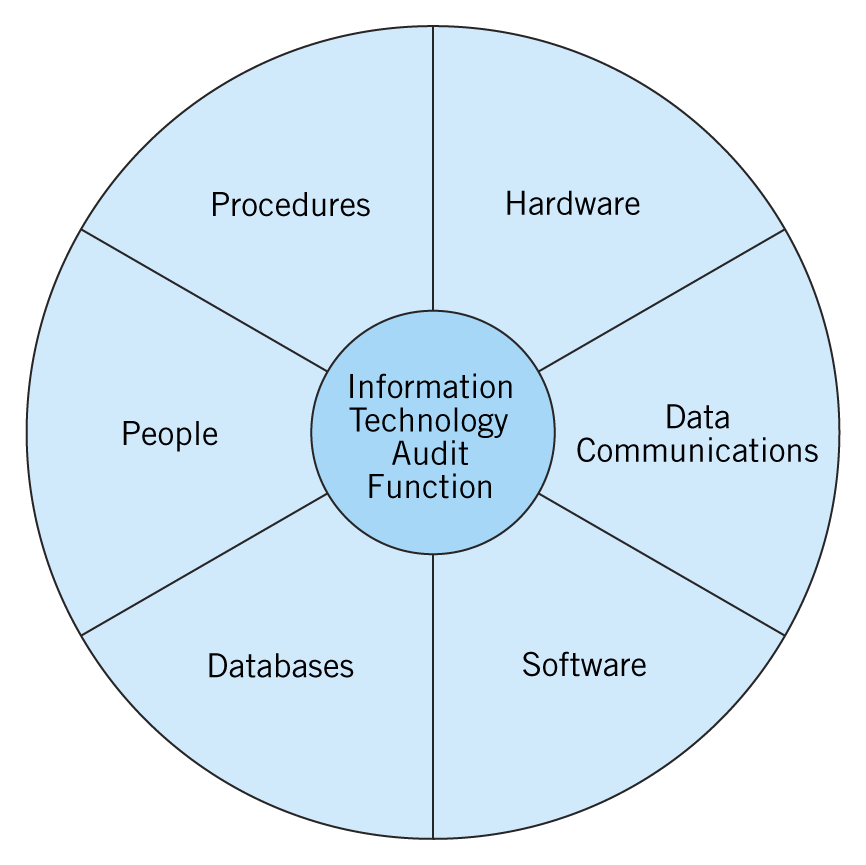 Procedures
Hardware
Information
Technology
Audit
Function
People
Data
Communications
Databases
Software